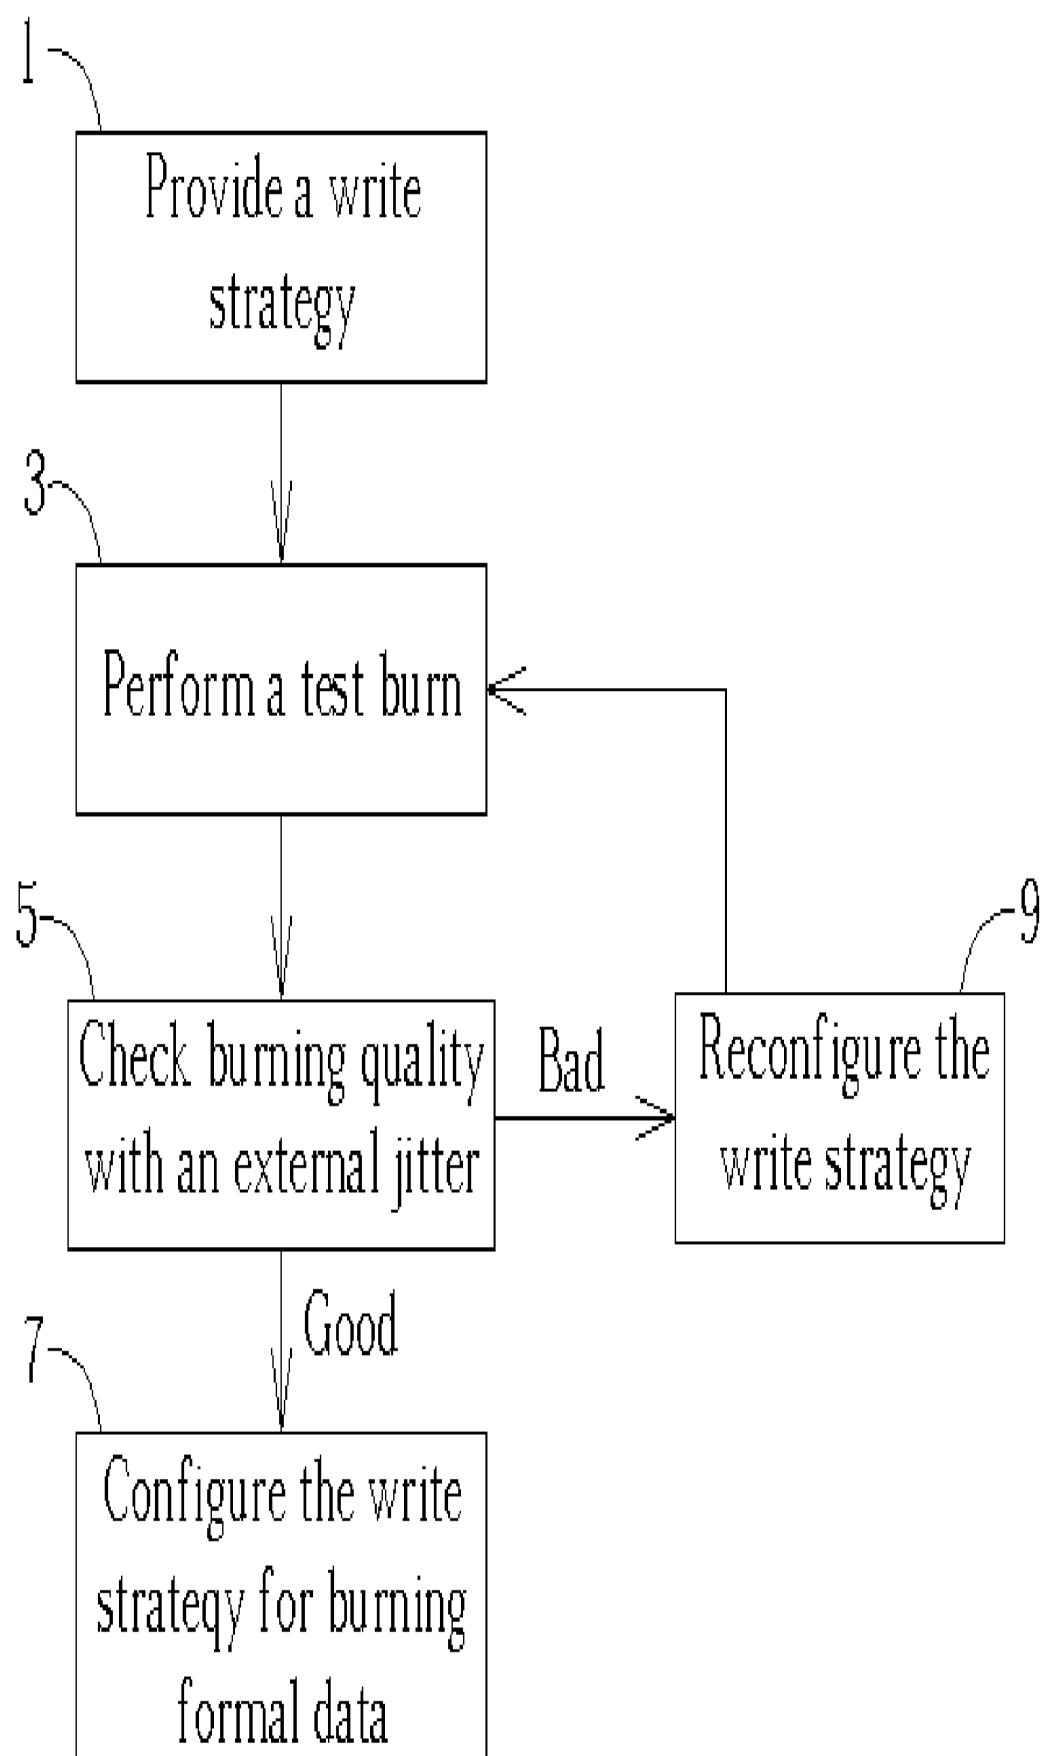 1
Provide a write
strategy
3
Perform a test burn
5
Check burning quality
with an external jitter
Bad
9
Reconfigure the
write strategy
Good
7
Configure the write
strateqy for burning
formal data